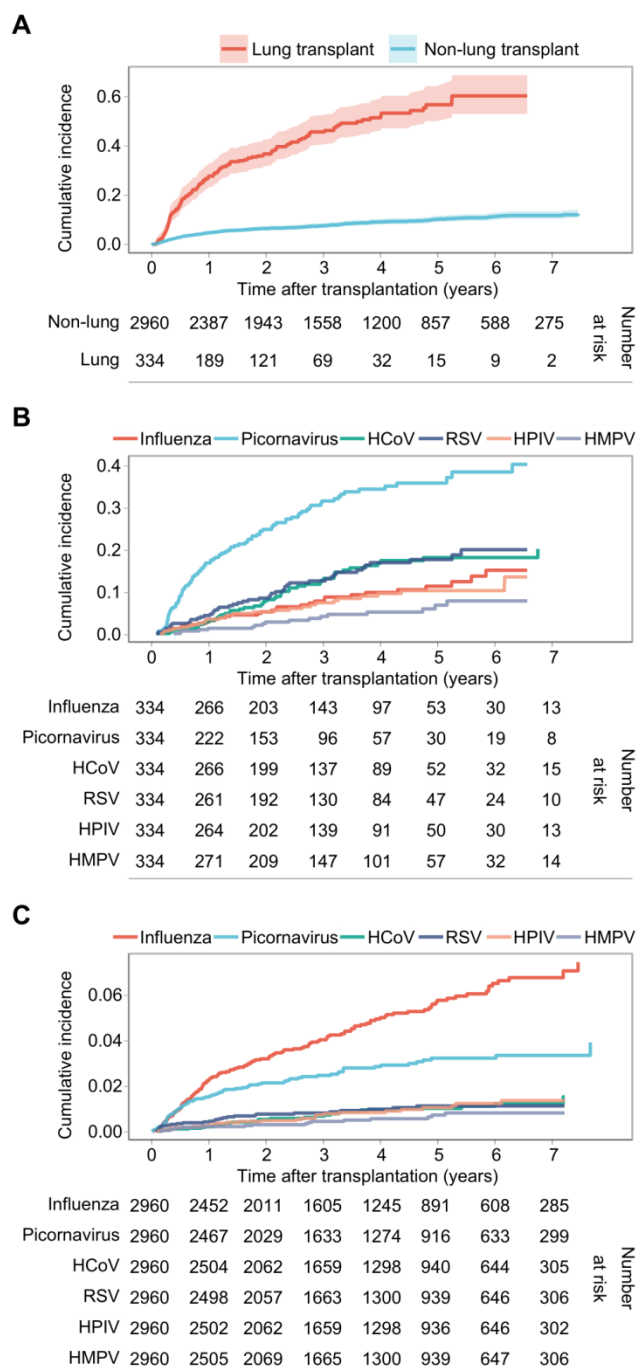 A
Lung transplant Non-lung transplant
Cumulative incidence
0.6
0.4
0.2
0.0
0 1 2 3 4 5 6 7
Time after transplantation (years)
Non-lung 2960 2387 1943 1558 1200 857 588 275
Lung 334 189 121 69 32 15 9 2
Number
at risk
B
Influenza Picornavirus HCoV RSV HPIV HMPV
Cumulative incidence
0.4
0.3
0.2
0.1
0.0
0 1 2 3 4 5 6 7
Time after transplantation (years)
Influenza 334 266 203 143 97 53 30 13
Picornavirus 334 222 153 96 57 30 19 8
HCoV 334 266 199 137 89 52 32 15
RSV 334 261 192 130 84 47 24 10
HPIV 334 264 202 139 91 50 30 13
HMPV 334 271 209 147 101 57 32 14
Number
at risk
C
Influenza Picornavirus HCoV RSV HPIV HMPV
Cumulative incidence
0.06
0.04
0.02
0.00
0 1 2 3 4 5 6 7
Time after transplantation (years)
Influenza 2960 2452 2011 1605 1245 891 608 285
Picornavirus 2960 2467 2029 1633 1274 916 633 299
HCoV 2960 2504 2062 1659 1298 940 644 305
RSV 2960 2498 2057 1663 1300 939 646 306
HPIV 2960 2502 2062 1659 1298 936 646 302
HMPV 2960 2505 2069 1665 1300 939 647 306
Number
at risk